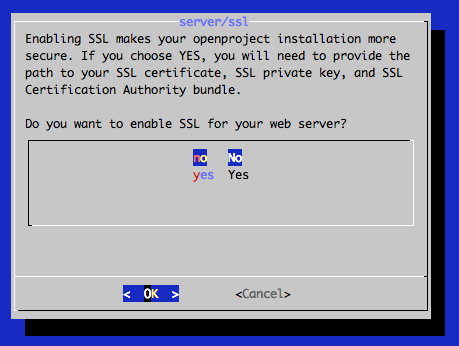 server/ssl
Enabling SSL makes your openproject installation more
secure. If you choose YES, you will need to provide the
path to your SSL certificate, SSL private key, and SSL
Certification Authority bundle.
Do you want to enable SSL for your web server?
no No
yes Yes
< OK > <Cancel>